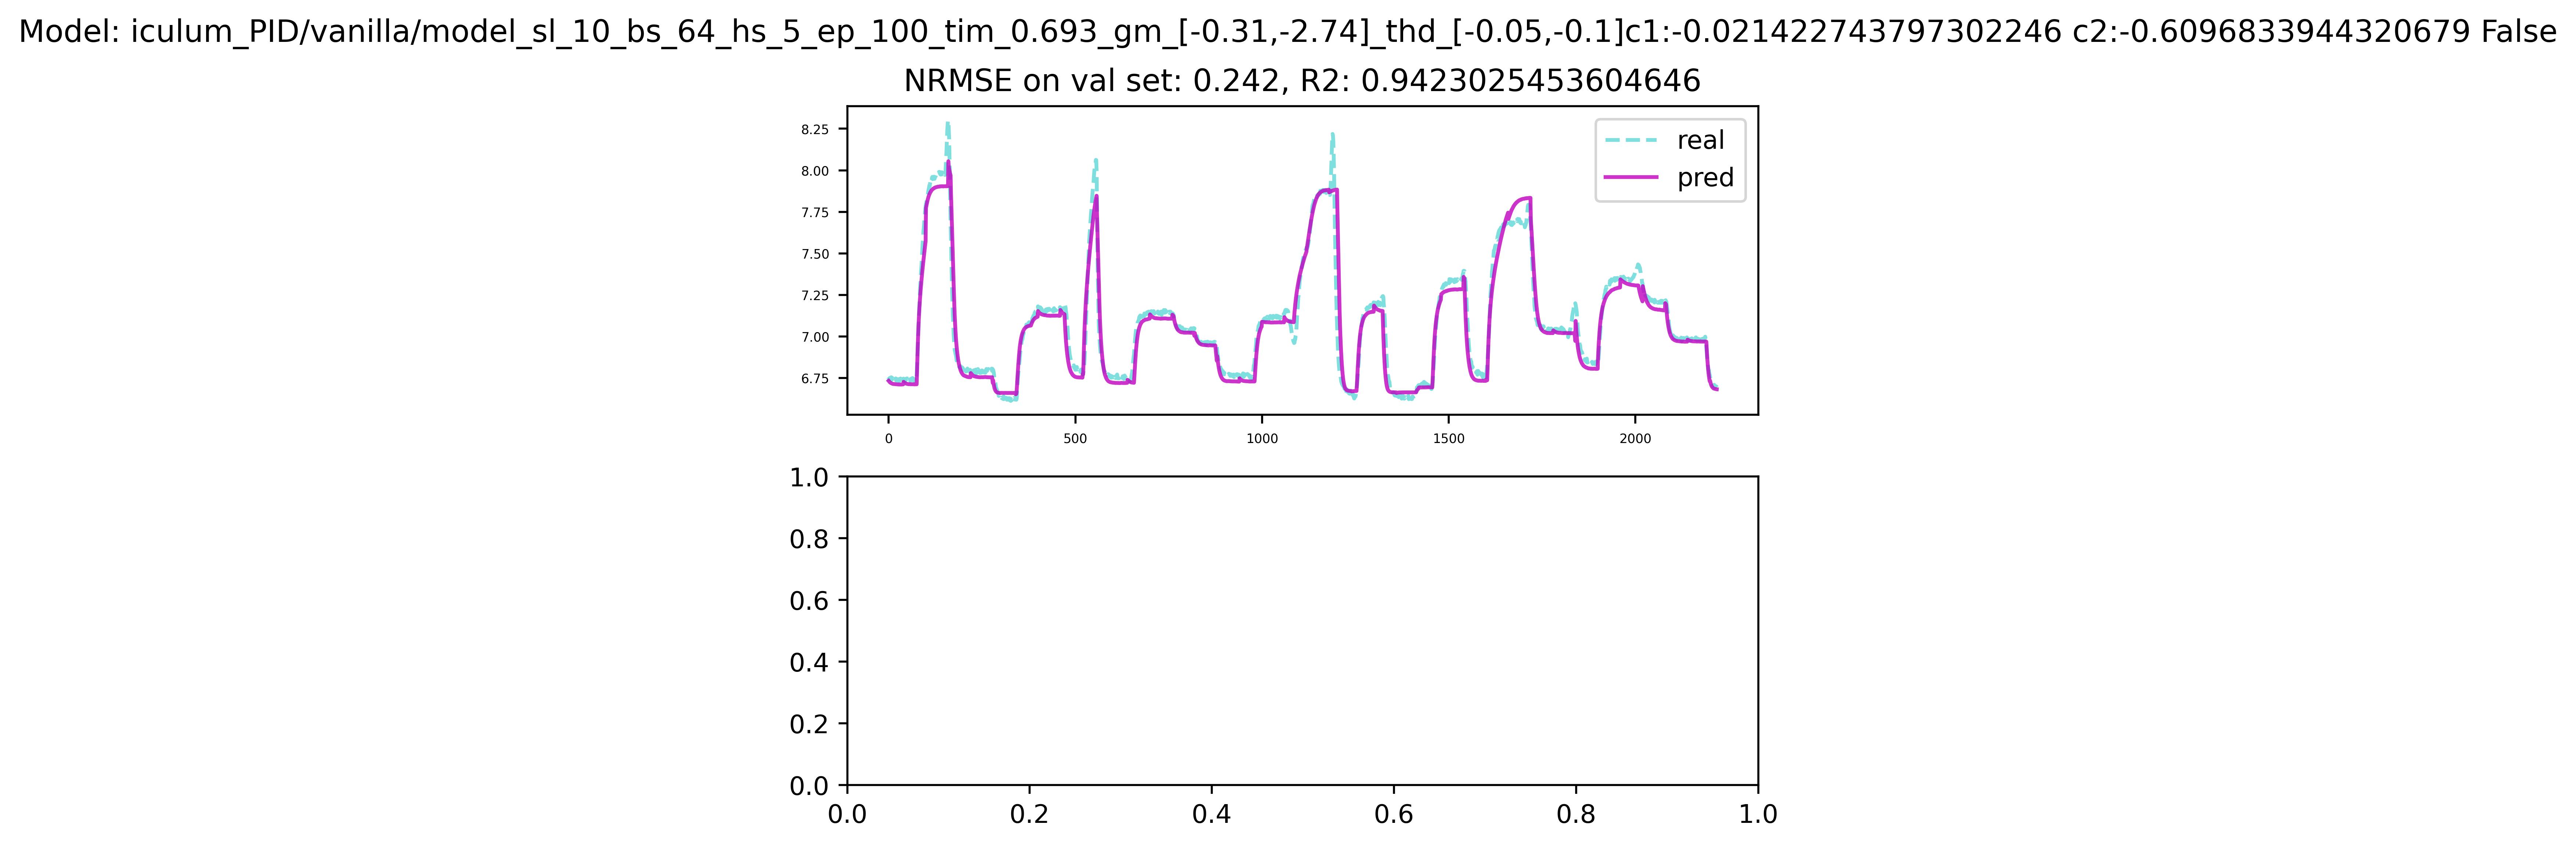 Model: iculum_PID/vanilla/model_sl_10_bs_64_hs_5_ep_100_tim_0.693_gm_[-0.31,-2.74]_thd_[-0.05,-0.1]c1:-0.021422743797302246 c2:-0.6096833944320679 False
NRMSE on val set: 0.242, R2: 0.9423025453604646
8.25
8.00
7.75
7.50
7.25
7.00
6.75
real
pred
0 500 1000 1500 2000
1.0
0.8
0.6
0.4
0.2
0.0
0.0 0.2 0.4 0.6 0.8 1.0